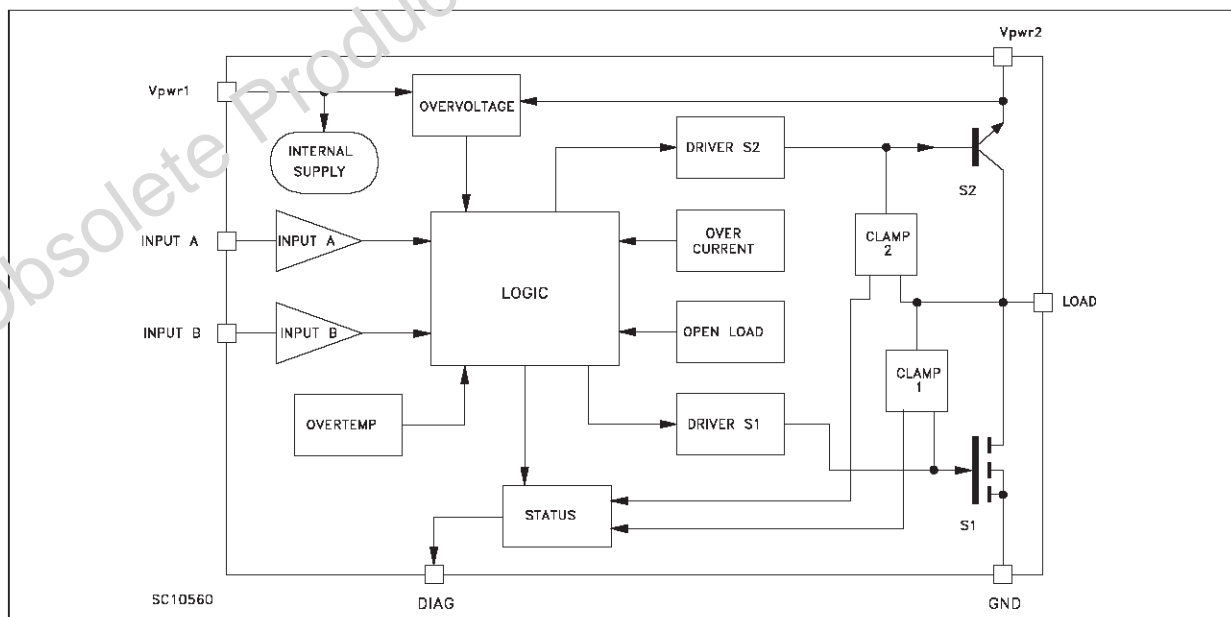 Obsolete Produc
Vpwr2
Vpwr1
OVERVOLTAGE
INTERNAL
SUPPLY
DRIVER S2
S2
INPUT A
INPUT A
OVER
CURRENT
CLAMP
2
LOGIC
LOAD
INPUT B
INPUT B
OPEN LOAD
CLAMP
1
OVERTEMP
DRIVER S1
STATUS
S1
SC10560
DIAG
GND